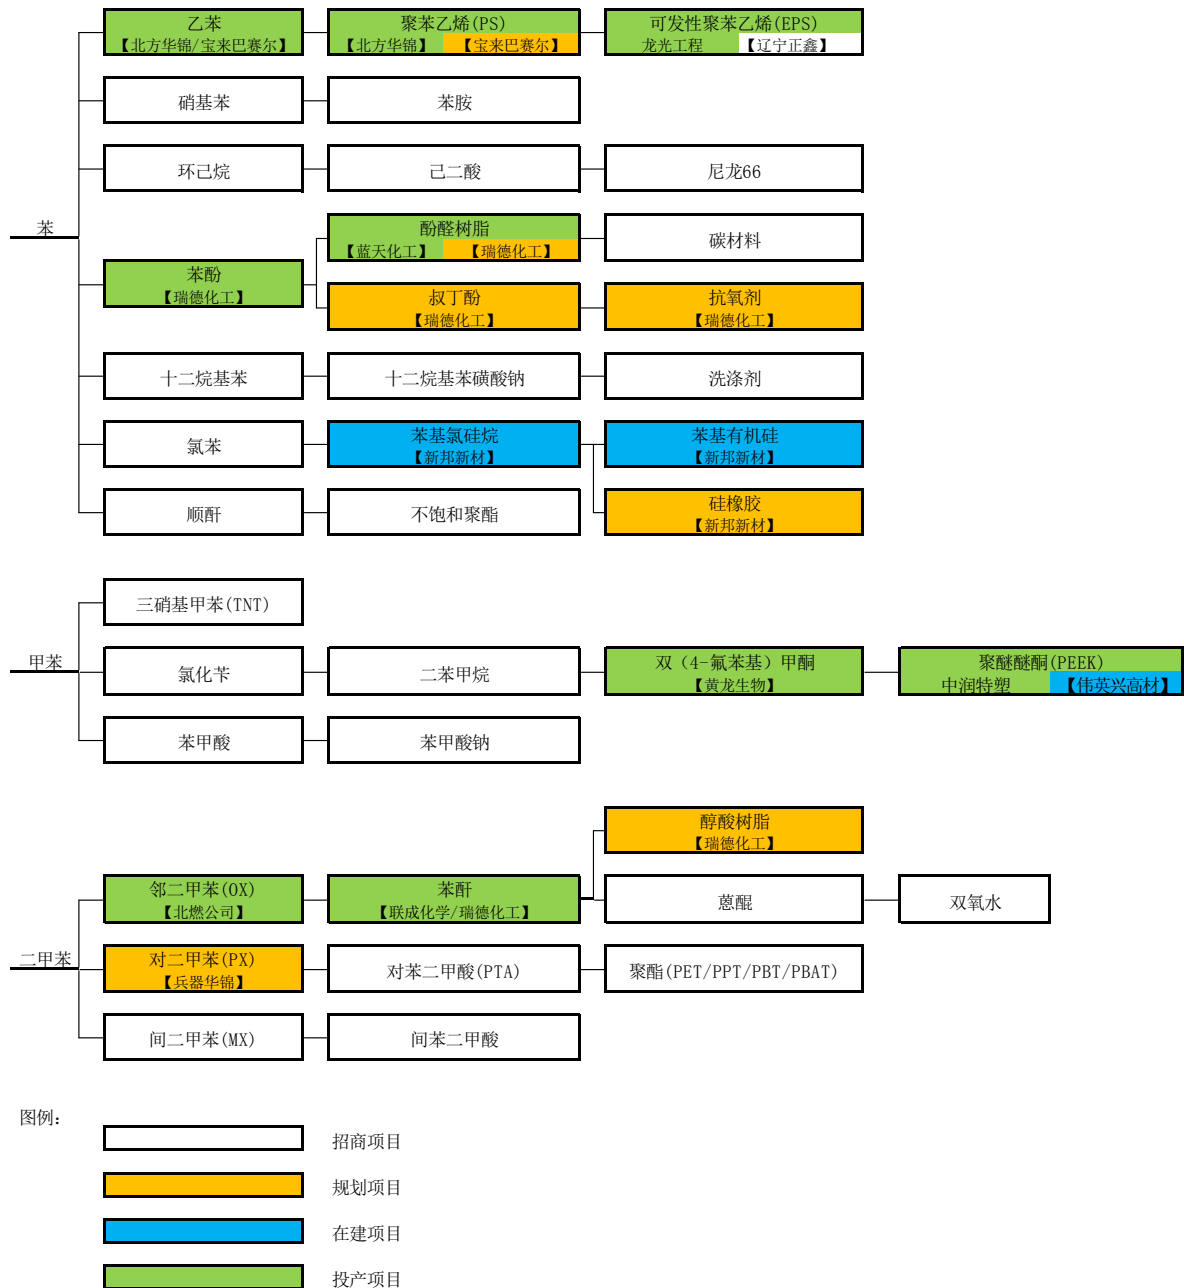 乙苯
【北方华锦/宝来巴赛尔】
聚苯乙烯(PS)
【北方华锦】 【宝来巴赛尔】
可发性聚苯乙烯(EPS)
龙光工程 【辽宁正鑫】
硝基苯
苯胺
环己烷
己二酸
尼龙66
苯
酚醛树脂
【蓝天化工】 【瑞德化工】
碳材料
苯酚
【瑞德化工】
叔丁酚
【瑞德化工】
抗氧剂
【瑞德化工】
十二烷基苯
十二烷基苯磺酸钠
洗涤剂
氯苯
苯基氯硅烷
【新邦新材】
苯基有机硅
【新邦新材】
顺酐
不饱和聚酯
硅橡胶
【新邦新材】
三硝基甲苯(TNT)
甲苯
氯化苄
二苯甲烷
双（4-氟苯基）甲酮
【黄龙生物】
聚醚醚酮(PEEK)
中润特塑 【伟英兴高材】
苯甲酸
苯甲酸钠
醇酸树脂
【瑞德化工】
邻二甲苯(OX)
【北燃公司】
苯酐
【联成化学/瑞德化工】
蒽醌
双氧水
二甲苯
对二甲苯(PX)
【兵器华锦】
对苯二甲酸(PTA)
聚酯(PET/PPT/PBT/PBAT)
间二甲苯(MX)
间苯二甲酸
图例：
招商项目
规划项目
在建项目
投产项目